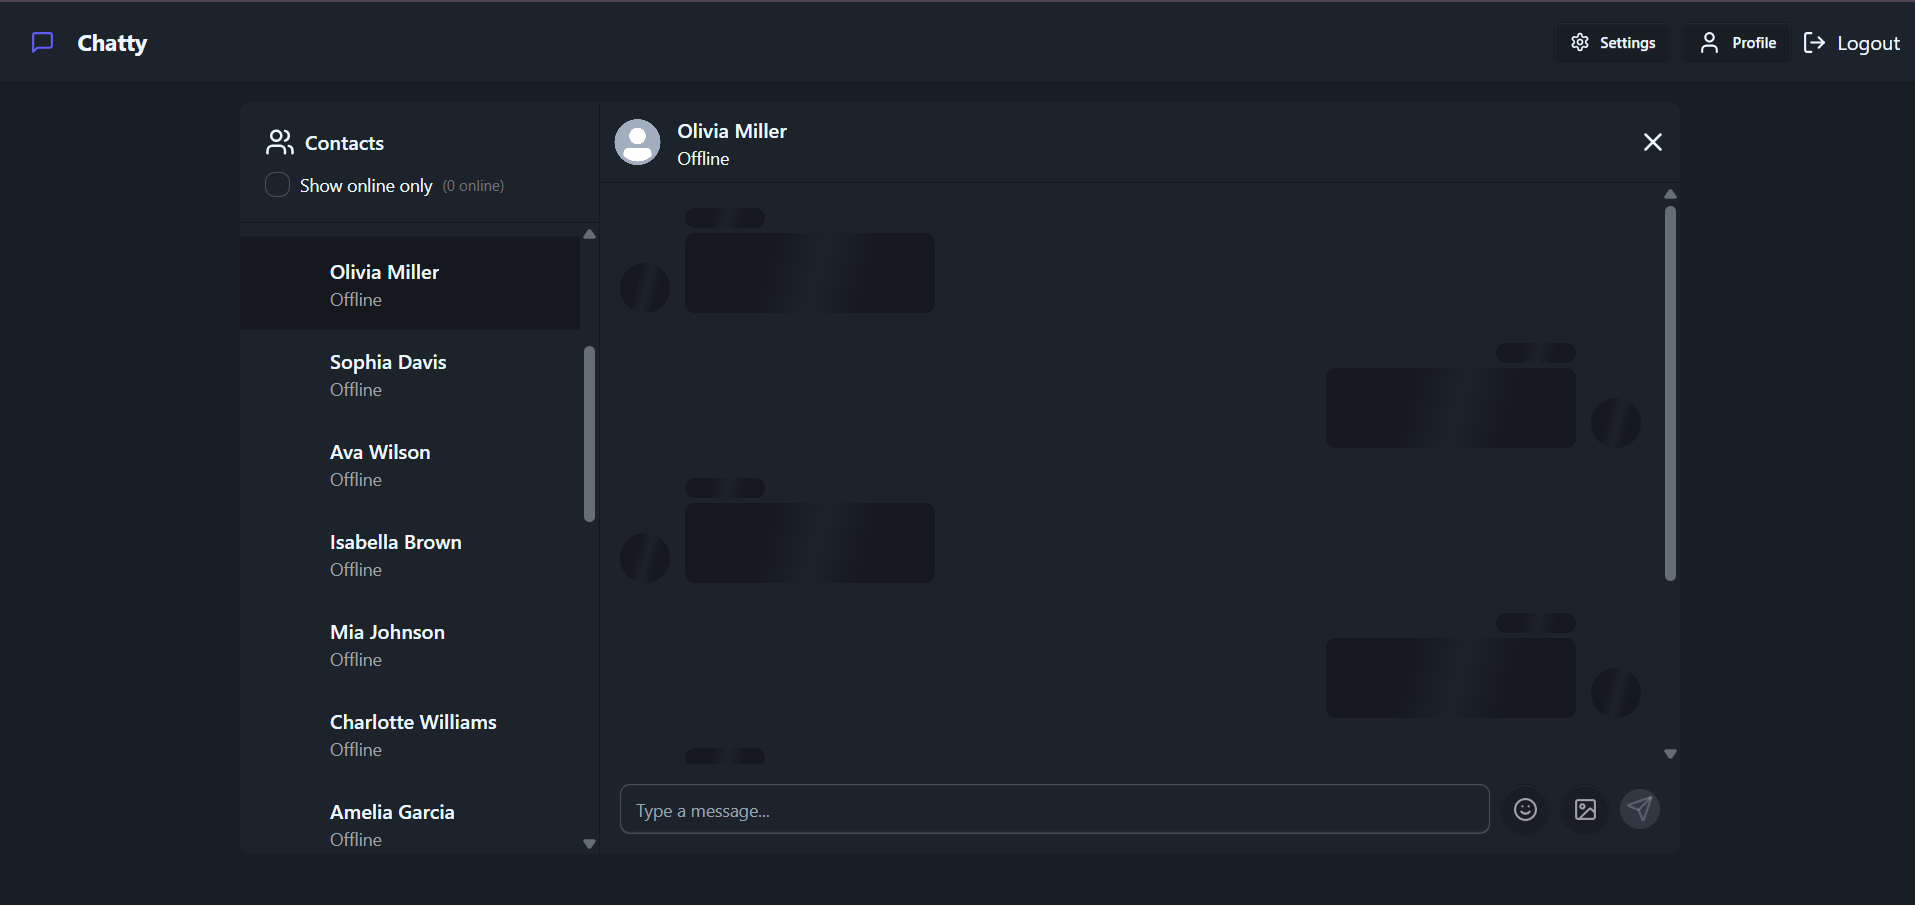 Chatty
Settings
Profile
Logout
Contacts
Show online only (0 online)
Olivia Miller
Offline
Sophia Davis
Offline
Ava Wilson
Offline
Isabella Brown
Offline
Mia Johnson
Offline
Charlotte Williams
Offline
Amelia Garcia
Offline
Olivia Miller
Offline
Type a message...